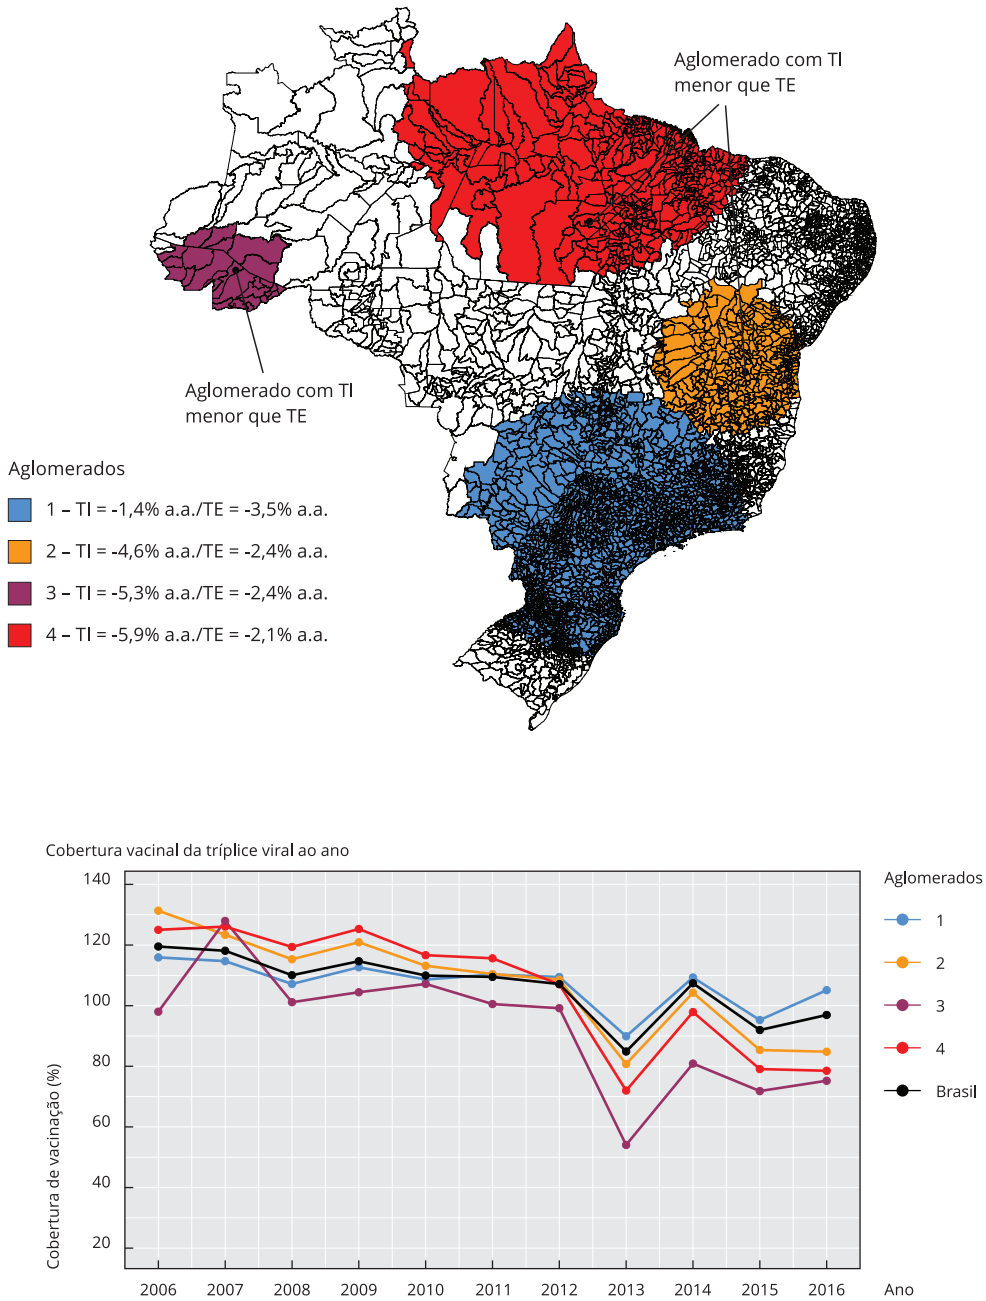 Aglomerado com TI
menor que TE
Aglomerado com TI
menor que TE
Aglomerados
1 – TI = -1,4% a.a./TE = -3,5% a.a.
2 – TI = -4,6% a.a./TE = -2,4% a.a.
3 – TI = -5,3% a.a./TE = -2,4% a.a.
4 – TI = -5,9% a.a./TE = -2,1% a.a.
Cobertura vacinal da tríplice viral ao ano
Cobertura de vacinação (%)
140
120
100
80
60
40
20
2006 2007 2008 2009 2010 2011 2012 2013 2014 2015 2016 Ano
Aglomerados
1
2
3
4
Brasil